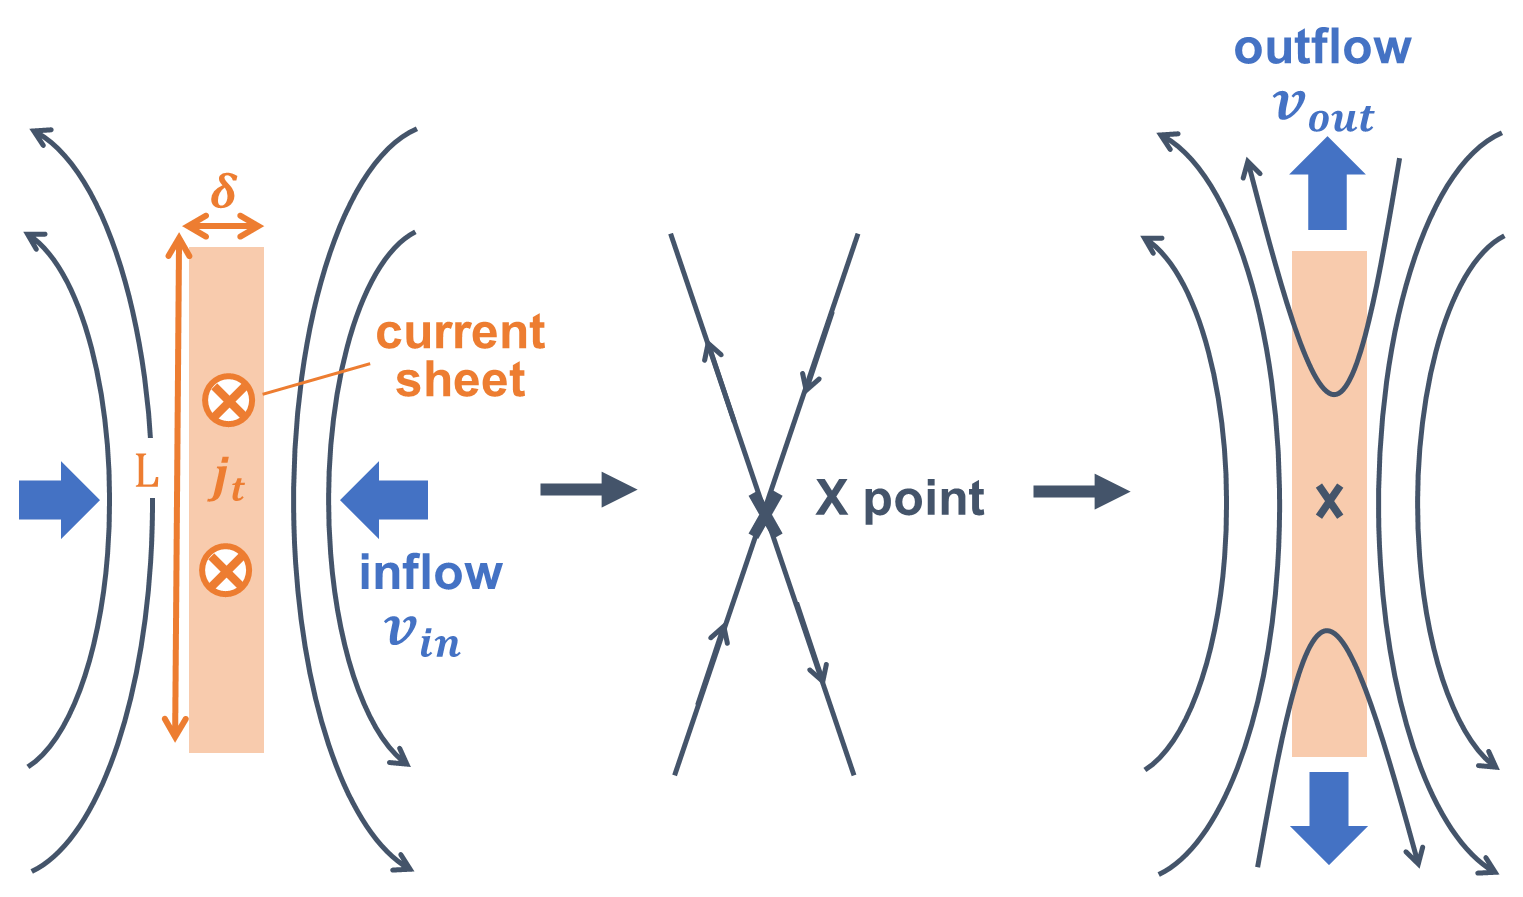 δ
current
sheet
L
j_t
inflow
v_in
X point
outflow
v_out
X